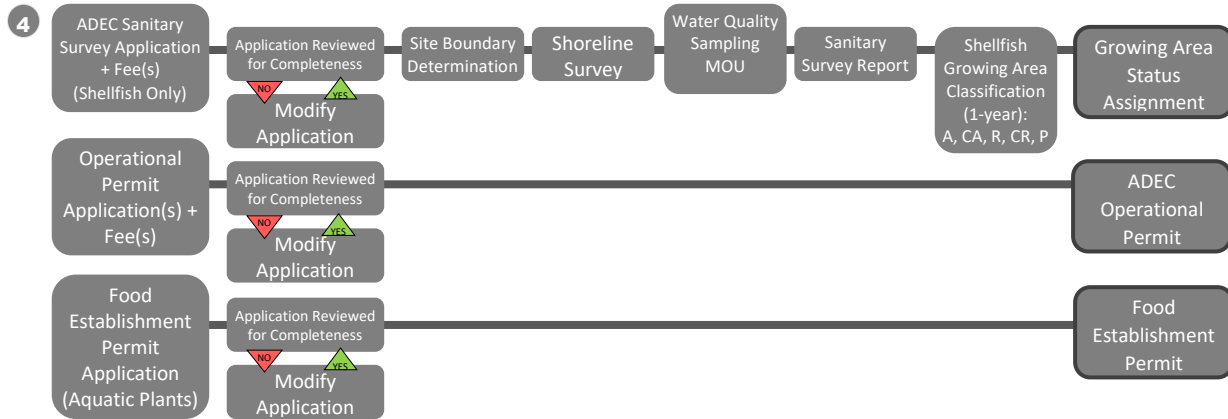 4
ADEC Sanitary
Survey Application
+ Fee(s)
(Shellfish Only)
Application Reviewed
for Completeness
NO
YES
Modify
Application
Site Boundary
Determination
Shoreline
Survey
Water Quality
Sampling
MOU
Sanitary
Survey Report
Shellfish
Growing Area
Classification
(1-year):
A, CA, R, CR, P
Growing Area
Status
Assignment
Operational
Permit
Application(s) +
Fee(s)
Application Reviewed
for Completeness
NO
YES
Modify
Application
ADEC
Operational
Permit
Food
Establishment
Permit
Application
(Aquatic Plants)
Application Reviewed
for Completeness
NO
YES
Modify
Application
Food
Establishment
Permit